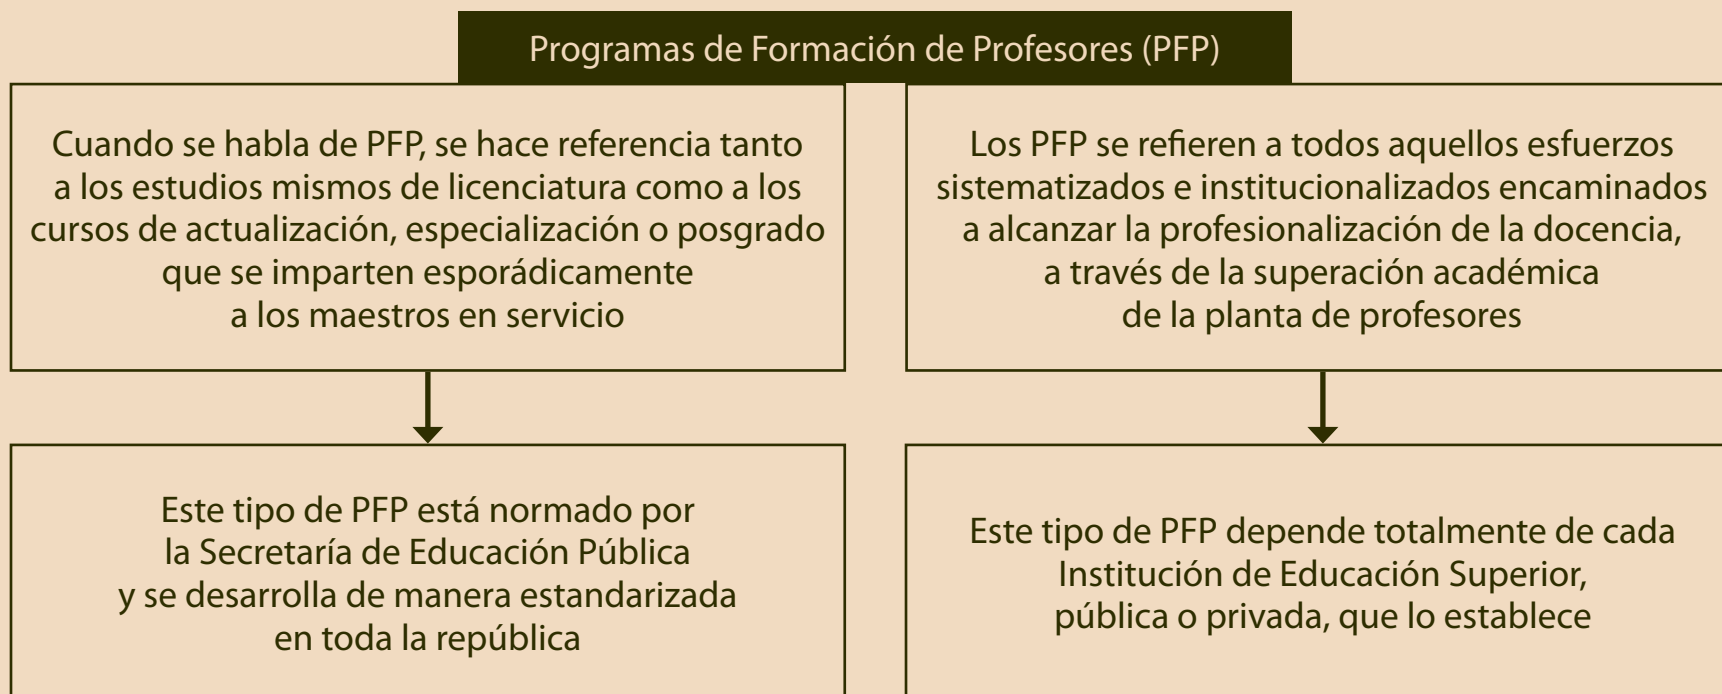 Programas de Formación de Profesores (PFP)
Cuando se habla de PFP, se hace referencia tanto
a los estudios mismos de licenciatura como a los
cursos de actualización, especialización o posgrado
que se imparten esporádicamente
a los maestros en servicio
Los PFP se refieren a todos aquellos esfuerzos
sistematizados e institucionalizados encaminados
a alcanzar la profesionalización de la docencia,
a través de la superación académica
de la planta de profesores
Este tipo de PFP está normado por
la Secretaría de Educación Pública
y se desarrolla de manera estandarizada
en toda la república
Este tipo de PFP depende totalmente de cada
Institución de Educación Superior,
pública o privada, que lo establece